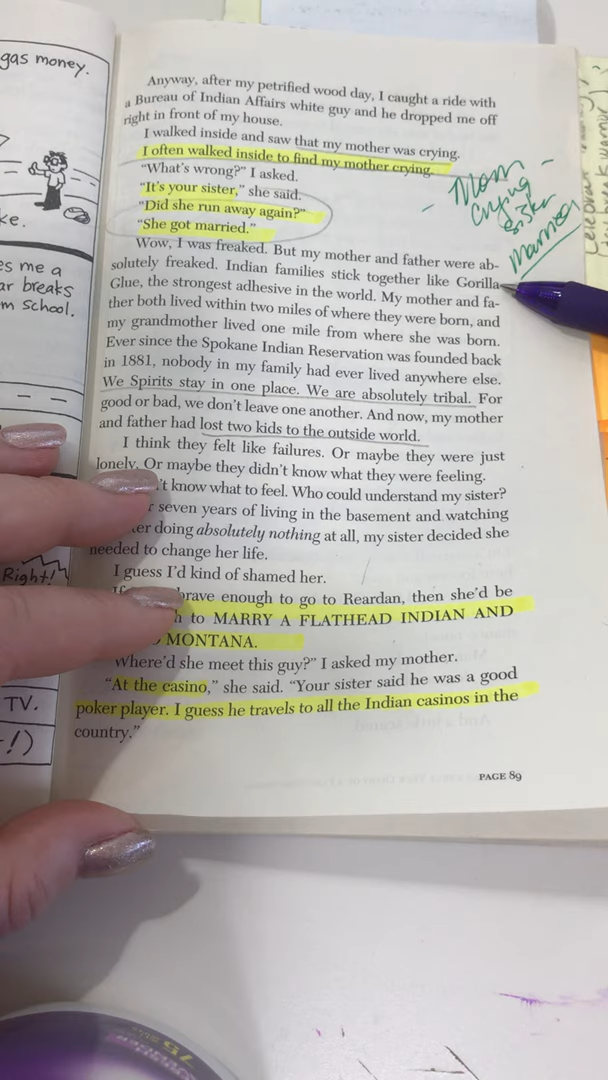 gas money.
ke.
es me a
ar breaks
m school.
Right!
TV.
-!)
Anyway, after my petrified wood day, I caught a ride with
a Bureau of Indian Affairs white guy and he dropped me off
right in front of my house.
I walked inside and saw that my mother was crying.
I often walked inside to find my mother crying.
"What's wrong?" I asked.
"It's your sister," she said.
"Did she run away again?"
"She got married."
Wow, I was freaked. But my mother and father were ab-
solutely freaked. Indian families stick together like Gorilla
Glue, the strongest adhesive in the world. My mother and fa-
ther both lived within two miles of where they were born, and
my grandmother lived one mile from where she was born.
Ever since the Spokane Indian Reservation was founded back
in 1881, nobody in my family had ever lived anywhere else.
We Spirits stay in one place. We are absolutely tribal. For
good or bad, we don't leave one another. And now, my mother
and father had lost two kids to the outside world.
I think they felt like failures. Or maybe they were just
lonely. Or maybe they didn't know what they were feeling.
't know what to feel. Who could understand my sister?
r seven years of living in the basement and watching
er doing absolutely nothing at all, my sister decided she
needed to change her life.
I guess I'd kind of shamed her.
brave enough to go to Reardan, then she'd be
h to MARRY A FLATHEAD INDIAN AND
MONTANA.
Where'd she meet this guy?" I asked my mother.
"At the casino," she said. "Your sister said he was a good
poker player. I guess he travels to all the Indian casinos in the
country."
PAGE 89
- Mom -
Crying
Sister
Married
75